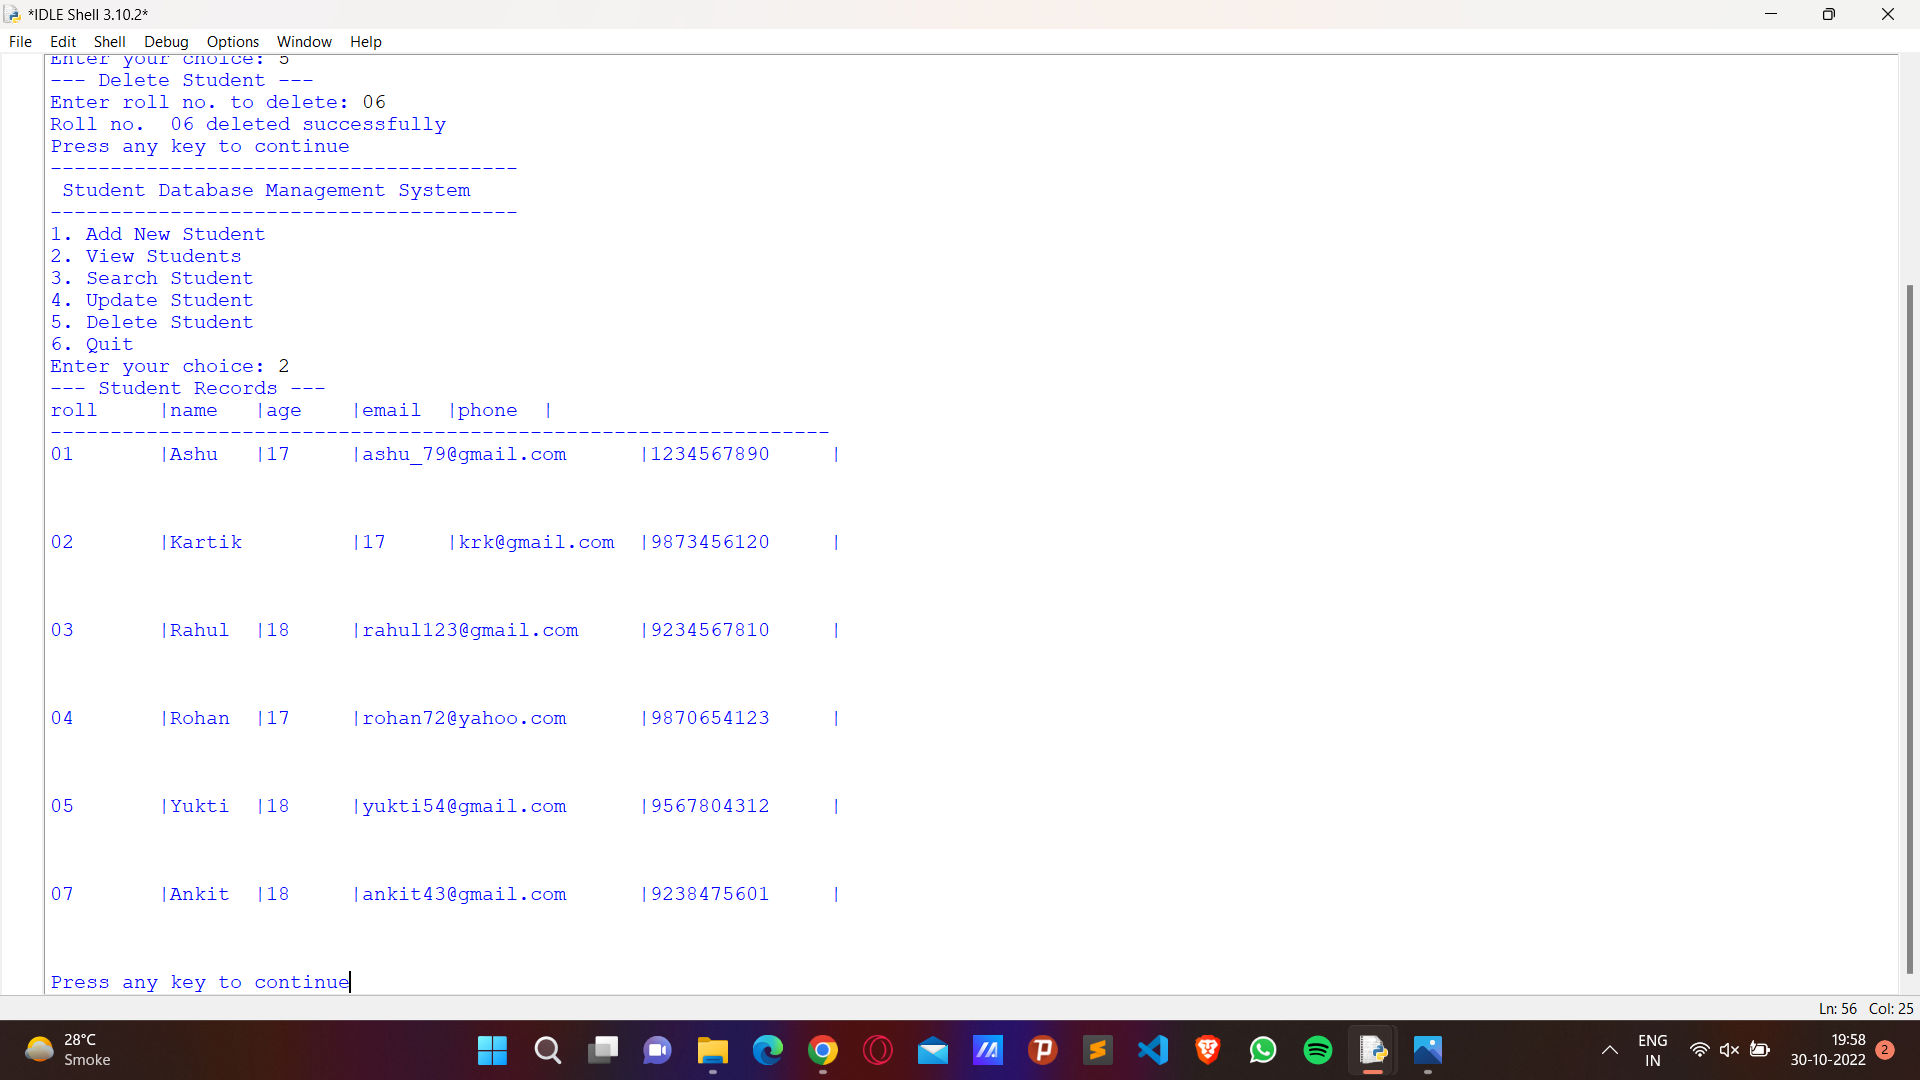 *IDLE Shell 3.10.2*
File Edit Shell Debug Options Window Help
Enter your choice: 5
--- Delete Student ---
Enter roll no. to delete: 06
Roll no.  06 deleted successfully
Press any key to continue
---------------------------------------
 Student Database Management System
---------------------------------------
1. Add New Student
2. View Students
3. Search Student
4. Update Student
5. Delete Student
6. Quit
Enter your choice: 2
--- Student Records ---
roll |name |age |email |phone |
-----------------------------------------------------------------
01 |Ashu |17 |ashu_79@gmail.com |1234567890 |
02 |Kartik |17 |krk@gmail.com |9873456120 |
03 |Rahul |18 |rahul123@gmail.com |9234567810 |
04 |Rohan |17 |rohan72@yahoo.com |9870654123 |
05 |Yukti |18 |yukti54@gmail.com |9567804312 |
07 |Ankit |18 |ankit43@gmail.com |9238475601 |
Press any key to continue
Ln: 56 Col: 25
28°C
Smoke
ENG
IN
19:58
30-10-2022
2